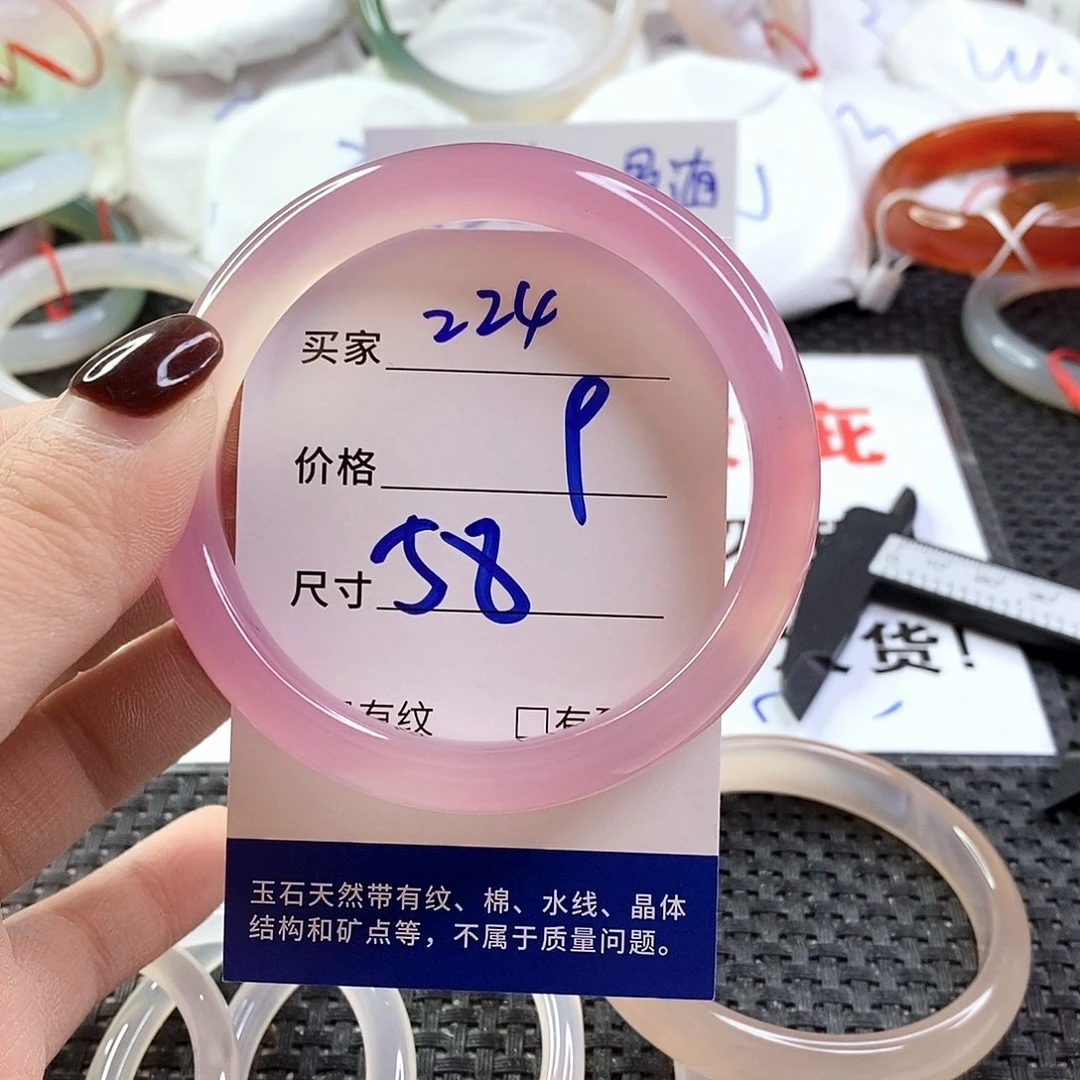 买家 224
价格
尺寸 58
有纹 □有
玉石天然带有纹、棉、水线、晶体
结构和矿点等，不属于质量问题。
货！